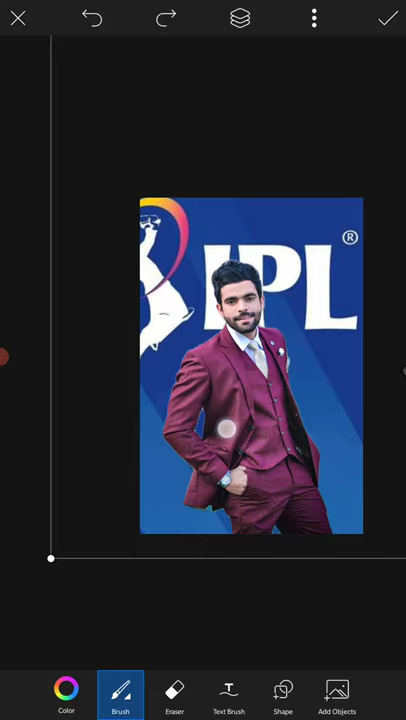 IPL®
Color
Brush
Eraser
Text Brush
Shape
Add Objects